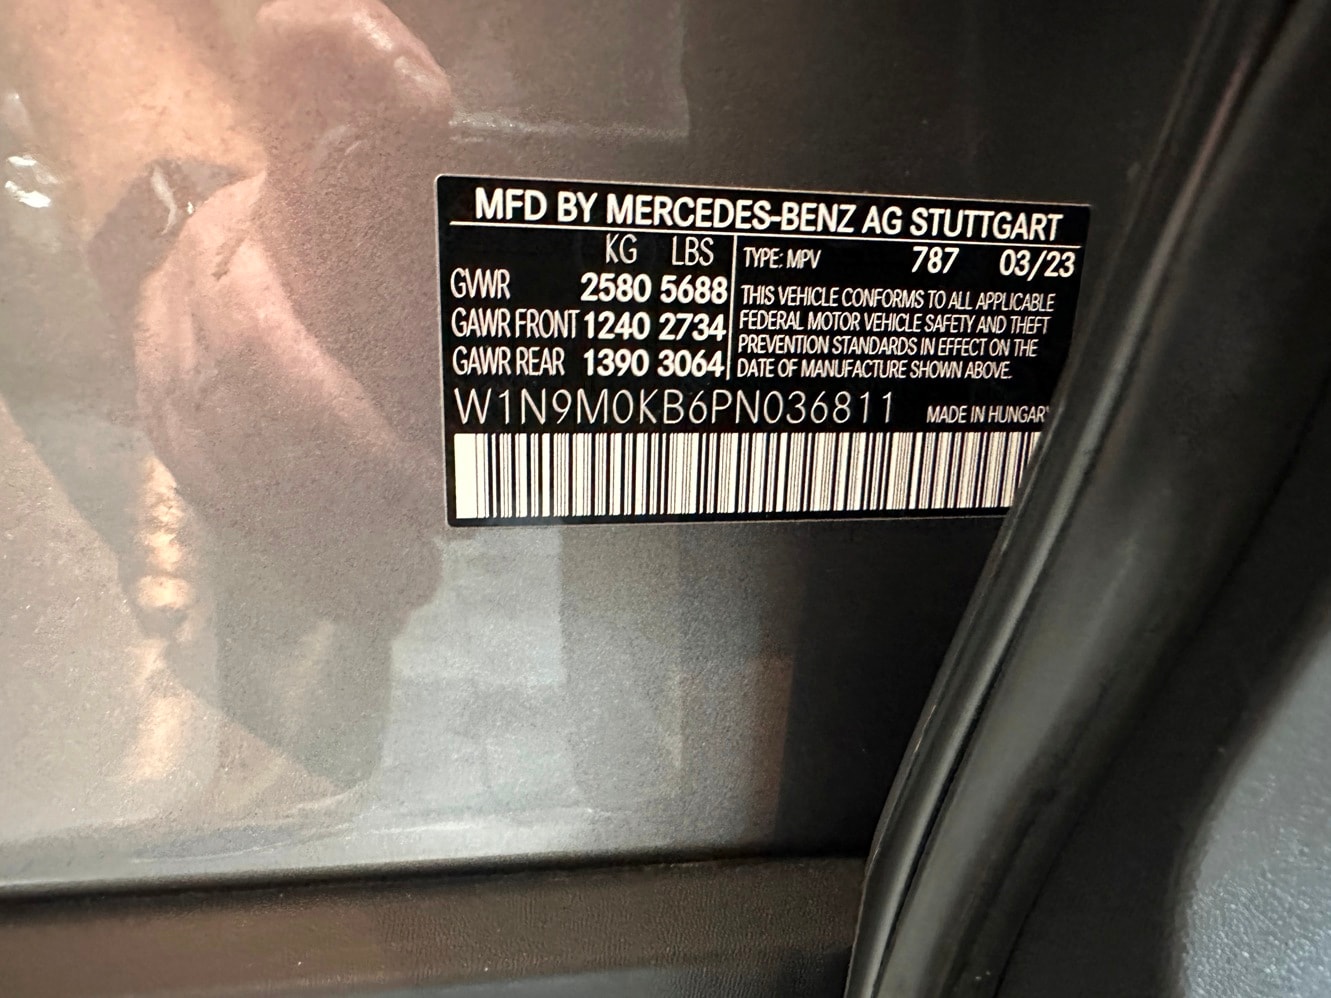 MFD BY MERCEDES-BENZ AG STUTTGART
KG LBS
GVWR 2580 5688
GAWR FRONT 1240 2734
GAWR REAR 1390 3064
TYPE: MPV 787 03/23
THIS VEHICLE CONFORMS TO ALL APPLICABLE
FEDERAL MOTOR VEHICLE SAFETY AND THEFT
PREVENTION STANDARDS IN EFFECT ON THE
DATE OF MANUFACTURE SHOWN ABOVE.
W1N9M0KB6PN036811 MADE IN HUNGAR